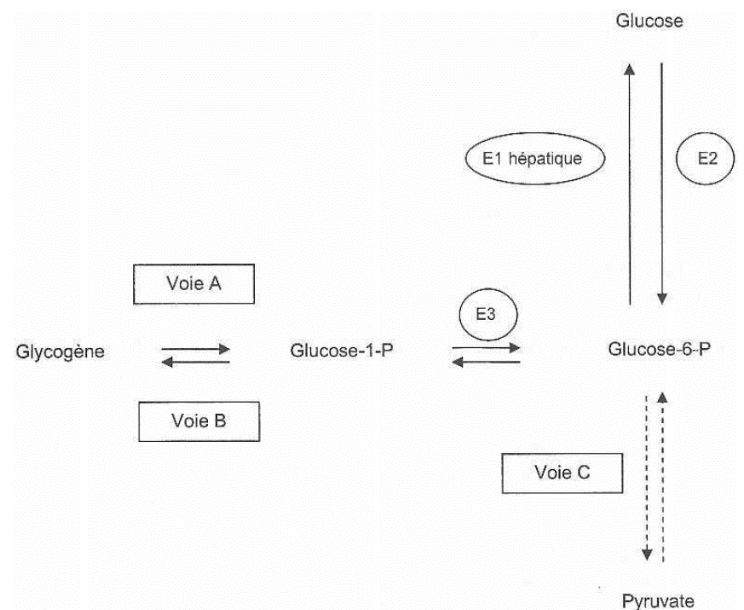 Glucose
E1 hépatique
E2
Voie A
E3
Glycogène
Glucose-1-P
Glucose-6-P
Voie B
Voie C
Pyruvate